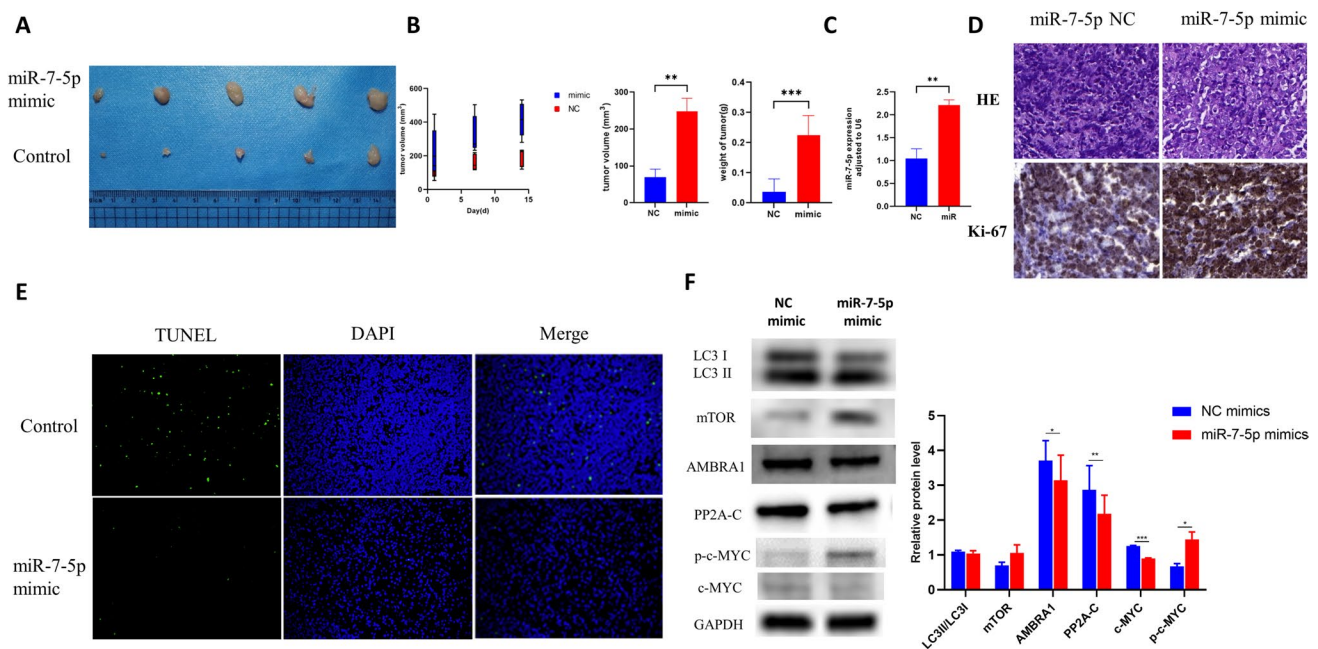 A
B
C
D
miR-7-5p NC
miR-7-5p mimic
miR-7-5p
mimic
Control
tumor volume mm³
800
600
400
200
0
0
5
10
15
Day(d)
mimic
NC
tumor volume (mm³)
300
200
100
0
**
NC
mimic
weight of tumor(g)
0.4
0.3
0.2
0.1
0.0
***
NC
mimic
miR-7-5p expression
adjusted to U6
2.5
2.0
1.5
1.0
0.5
0.0
**
NC
miR
HE
Ki-67
E
TUNEL
DAPI
Merge
Control
miR-7-5p
mimic
F
NC
mimic
miR-7-5p
mimic
LC3 I
LC3 II
mTOR
AMBRA1
PP2A-C
p-c-MYC
c-MYC
GAPDH
Rrelative protein level
5
4
3
2
1
0
*
**
***
*
LC3II/LC3I
mTOR
AMBRA1
PP2A-C
c-MYC
p-c-MYC
NC mimics
miR-7-5p mimics